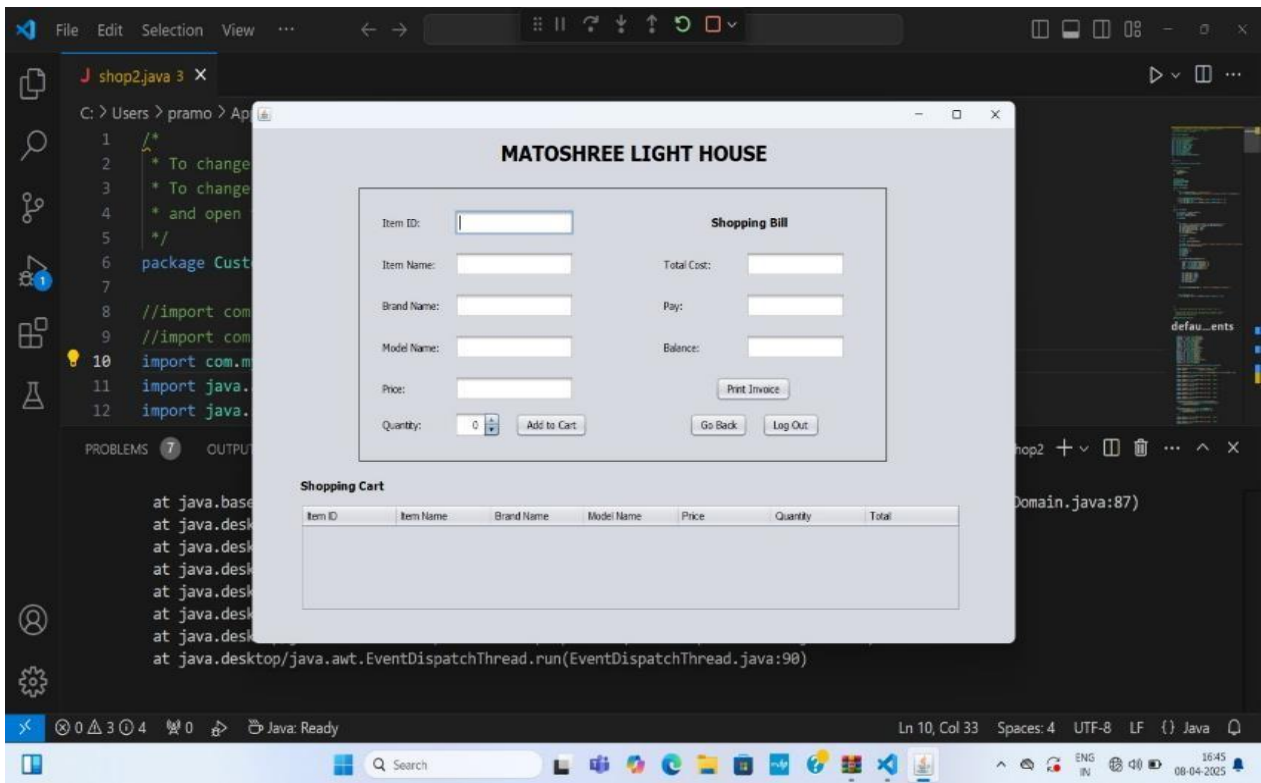 File Edit Selection View ...
J shop2.java 3 X
C: > Users > pramo > Ap
1 /*
2 * To change
3 * To change
4 * and open
5 */
6 package Cust
7
8 //import com
9 //import com
10 import com.m
11 import java.
12 import java.
defau...ents
MATOSHREE LIGHT HOUSE
Item ID: Shopping Bill
Item Name: Total Cost:
Brand Name: Pay:
Model Name: Balance:
Price: Print Invoice
Quantity: 0 Add to Cart Go Back Log Out
Shopping Cart
Item ID Item Name Brand Name Model Name Price Quantity Total
PROBLEMS 7 OUTPU hop2
at java.base Domain.java:87)
at java.desk
at java.desk
at java.desk
at java.desk
at java.desk
at java.desk
at java.desktop/java.awt.EventDispatchThread.run(EventDispatchThread.java:90)
0 3 4 0 Java: Ready Ln 10, Col 33 Spaces: 4 UTF-8 LF {} Java
Search ENG IN 16:45 08-04-2025